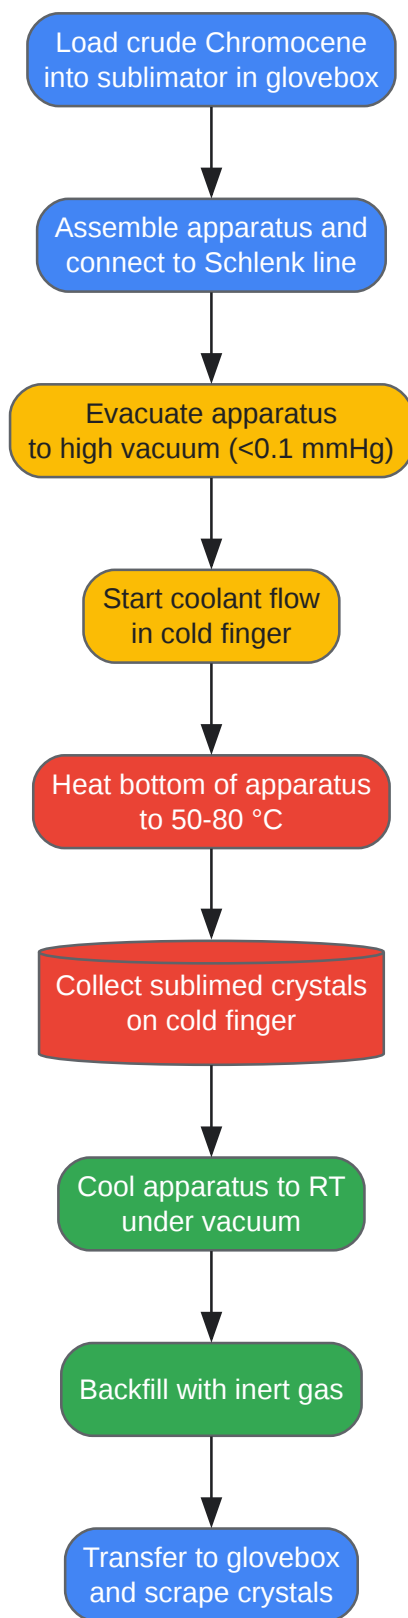 Load crude Chromocene
into sublimator in glovebox
Assemble apparatus and
connect to Schlenk line
Evacuate apparatus
to high vacuum (<0.1 mmHg)
Start coolant flow
in cold finger
Heat bottom of apparatus
to 50-80 °C
Collect sublimed crystals
on cold finger
Cool apparatus to RT
under vacuum
Backfill with inert gas
Transfer to glovebox
and scrape crystals